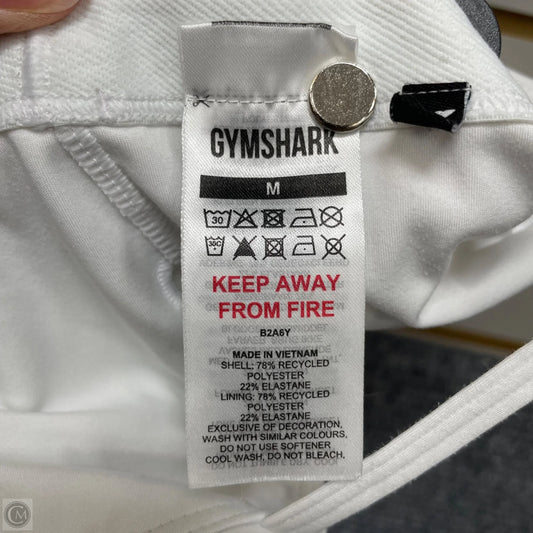 GYMSHARK
M
30
30C
KEEP AWAY
FROM FIRE
B2A6Y
MADE IN VIETNAM
SHELL: 78% RECYCLED
POLYESTER
22% ELASTANE
LINING: 78% RECYCLED
POLYESTER
22% ELASTANE
EXCLUSIVE OF DECORATION,
WASH WITH SIMILAR COLOURS,
DO NOT USE SOFTENER
COOL WASH, DO NOT BLEACH.
CM